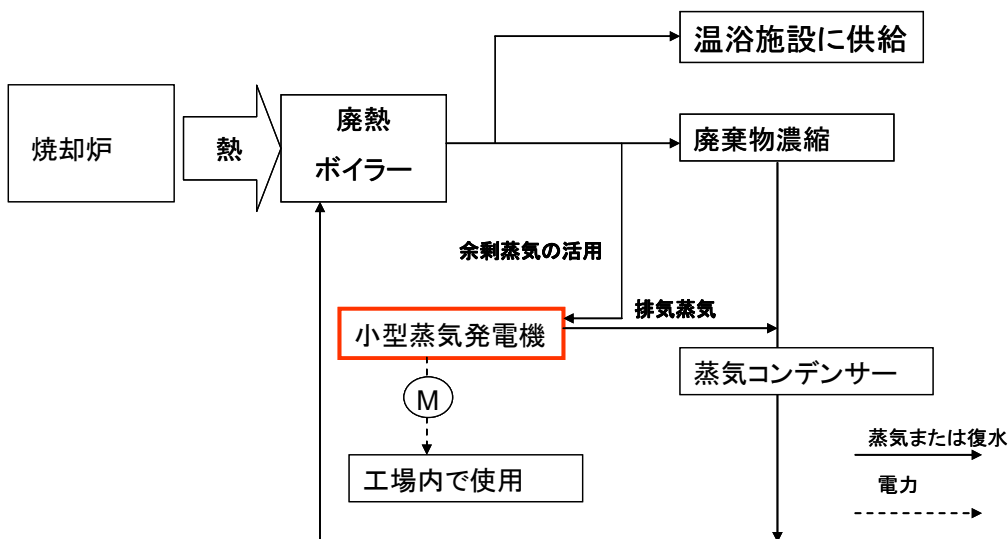 温浴施設に供給
焼却炉
熱
廃熱
ボイラー
廃棄物濃縮
余剰蒸気の活用
排気蒸気
小型蒸気発電機
蒸気コンデンサー
M
蒸気または復水
工場内で使用
電力